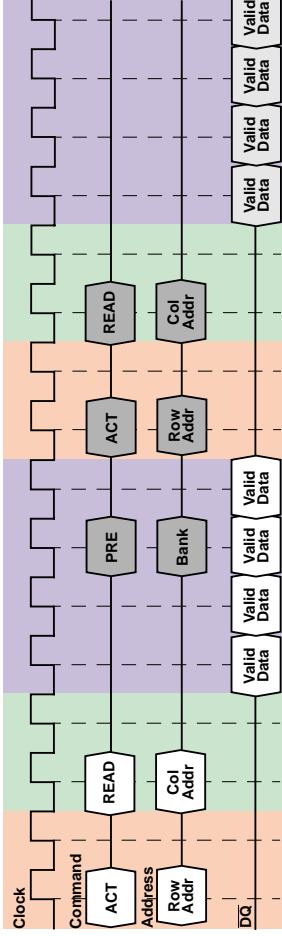 Clock
Command
ACT
READ
PRE
ACT
READ
Address
Row
Addr
Col
Addr
Bank
Row
Addr
Col
Addr
DQ
Valid
Data
Valid
Data
Valid
Data
Valid
Data
Valid
Data
Valid
Data
Valid
Data
Valid
Data